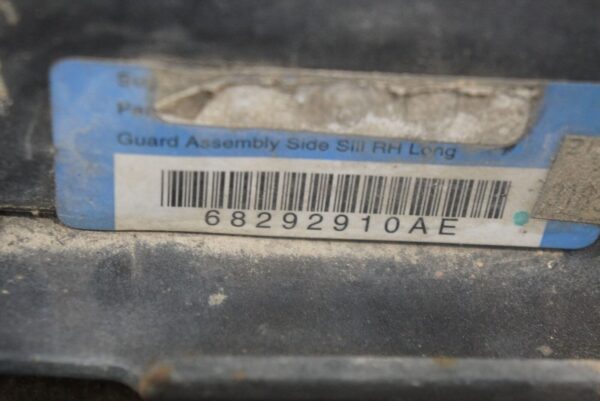 Guard Assembly Side Sill RH Long
68292910AE